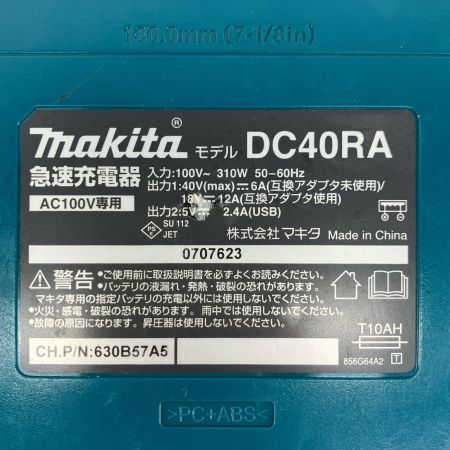 180.0mm (7-1/8in)
makita® モデル DC40RA
急速充電器
AC100V専用
入力:100V~ 310W 50-60Hz
出力1:40V(max)⎓6A(互換アダプタ未使用)/
18V⎓12A(互換アダプタ使用)
出力2:5V⎓2.4A(USB)
PS E SU 112
JET
株式会社マキタ Made in China
0707623
⚠警告
●ご使用前に取扱説明書を必ずよくお読みください。
●バッテリの液漏れ・発熱・破裂の恐れがあります。
マキタ専用の指定バッテリの充電以外には使用しないでください。
●火災・感電・破裂の恐れがあります。雨中では使用しないでください。
●故障の原因になります。昇圧器は使用しないでください。
T10AH
CH.P/N:630B57A5
856G64A2 T
>PC+ABS<